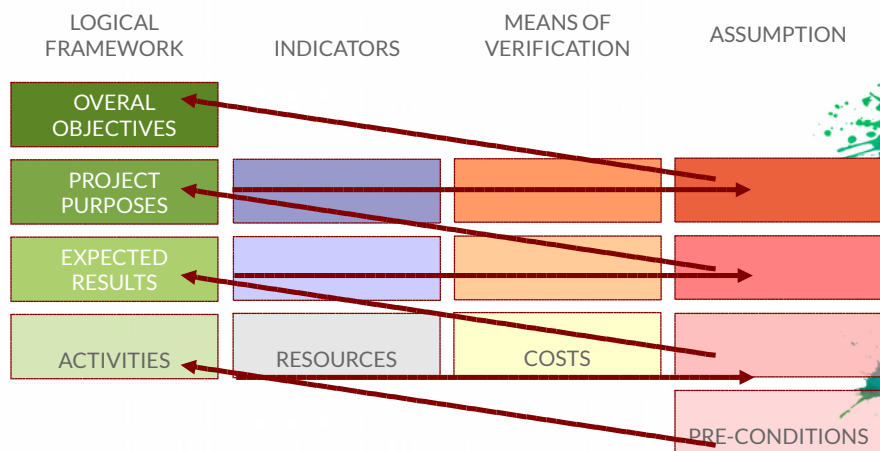 LOGICAL
FRAMEWORK
INDICATORS
MEANS OF
VERIFICATION
ASSUMPTION
OVERAL
OBJECTIVES
PROJECT
PURPOSES
EXPECTED
RESULTS
ACTIVITIES
RESOURCES
COSTS
PRE-CONDITIONS